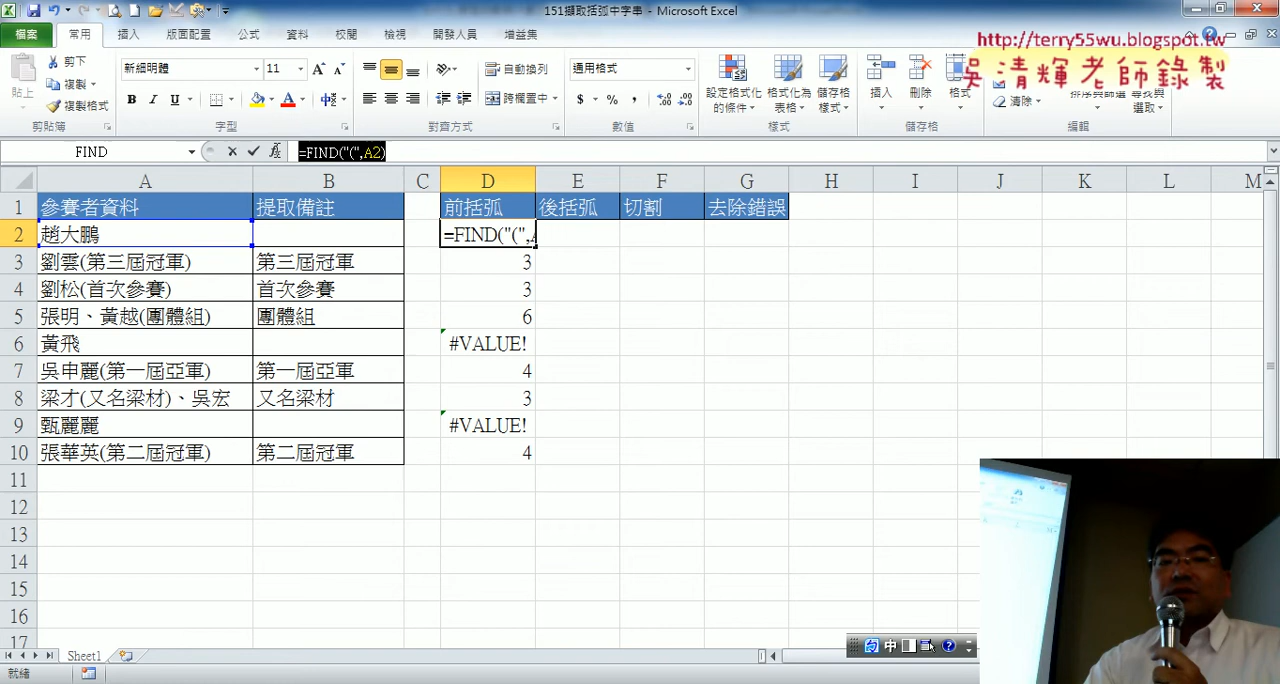 151擷取括弧中字串 - Microsoft Excel
http://terry55wu.blogspot.tw
吳清輝老師錄製
檔案 常用 插入 版面配置 公式 資料 校閱 檢視 開發人員 增益集
貼上 剪下 複製 複製格式 剪貼簿
新細明體 11 A A B I U A 字型
自動換列 跨欄置中 對齊方式
通用格式 $ % , 數值
設定格式化的條件 格式化為表格 儲存格樣式 樣式
插入 刪除 格式 儲存格
清除 排序與篩選 尋找與選取 編輯
FIND fx =FIND("(",A2)
A B C D E F G H I J K L M
1 參賽者資料 提取備註 前括弧 後括弧 切割 去除錯誤
2 趙大鵬 =FIND("(",A
3 劉雲(第三屆冠軍) 第三屆冠軍 3
4 劉松(首次參賽) 首次參賽 3
5 張明、黃越(團體組) 團體組 6
6 黃飛 #VALUE!
7 吳申麗(第一屆亞軍) 第一屆亞軍 4
8 梁才(又名梁材)、吳宏 又名梁材 3
9 甄麗麗 #VALUE!
10 張華英(第二屆冠軍) 第二屆冠軍 4
11
12
13
14
15
16
17
Sheet1
中
就緒